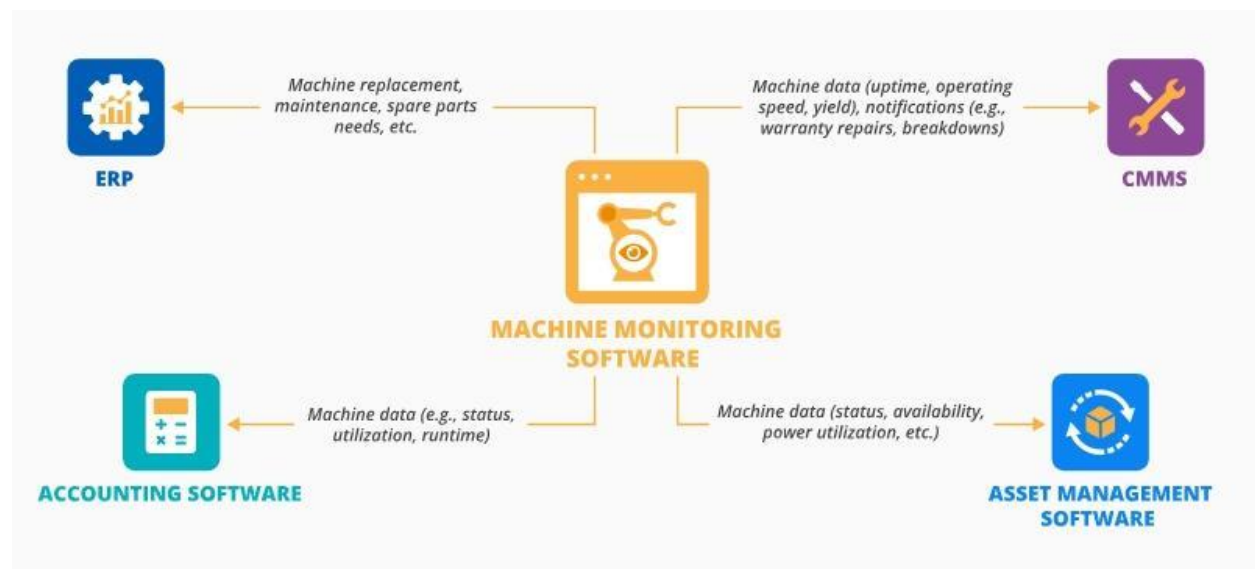 Machine replacement,
maintenance, spare parts
needs, etc.
ERP
Machine data (uptime, operating
speed, yield), notifications (e.g.,
warranty repairs, breakdowns)
CMMS
MACHINE MONITORING
SOFTWARE
Machine data (e.g., status,
utilization, runtime)
ACCOUNTING SOFTWARE
Machine data (status, availability,
power utilization, etc.)
ASSET MANAGEMENT
SOFTWARE